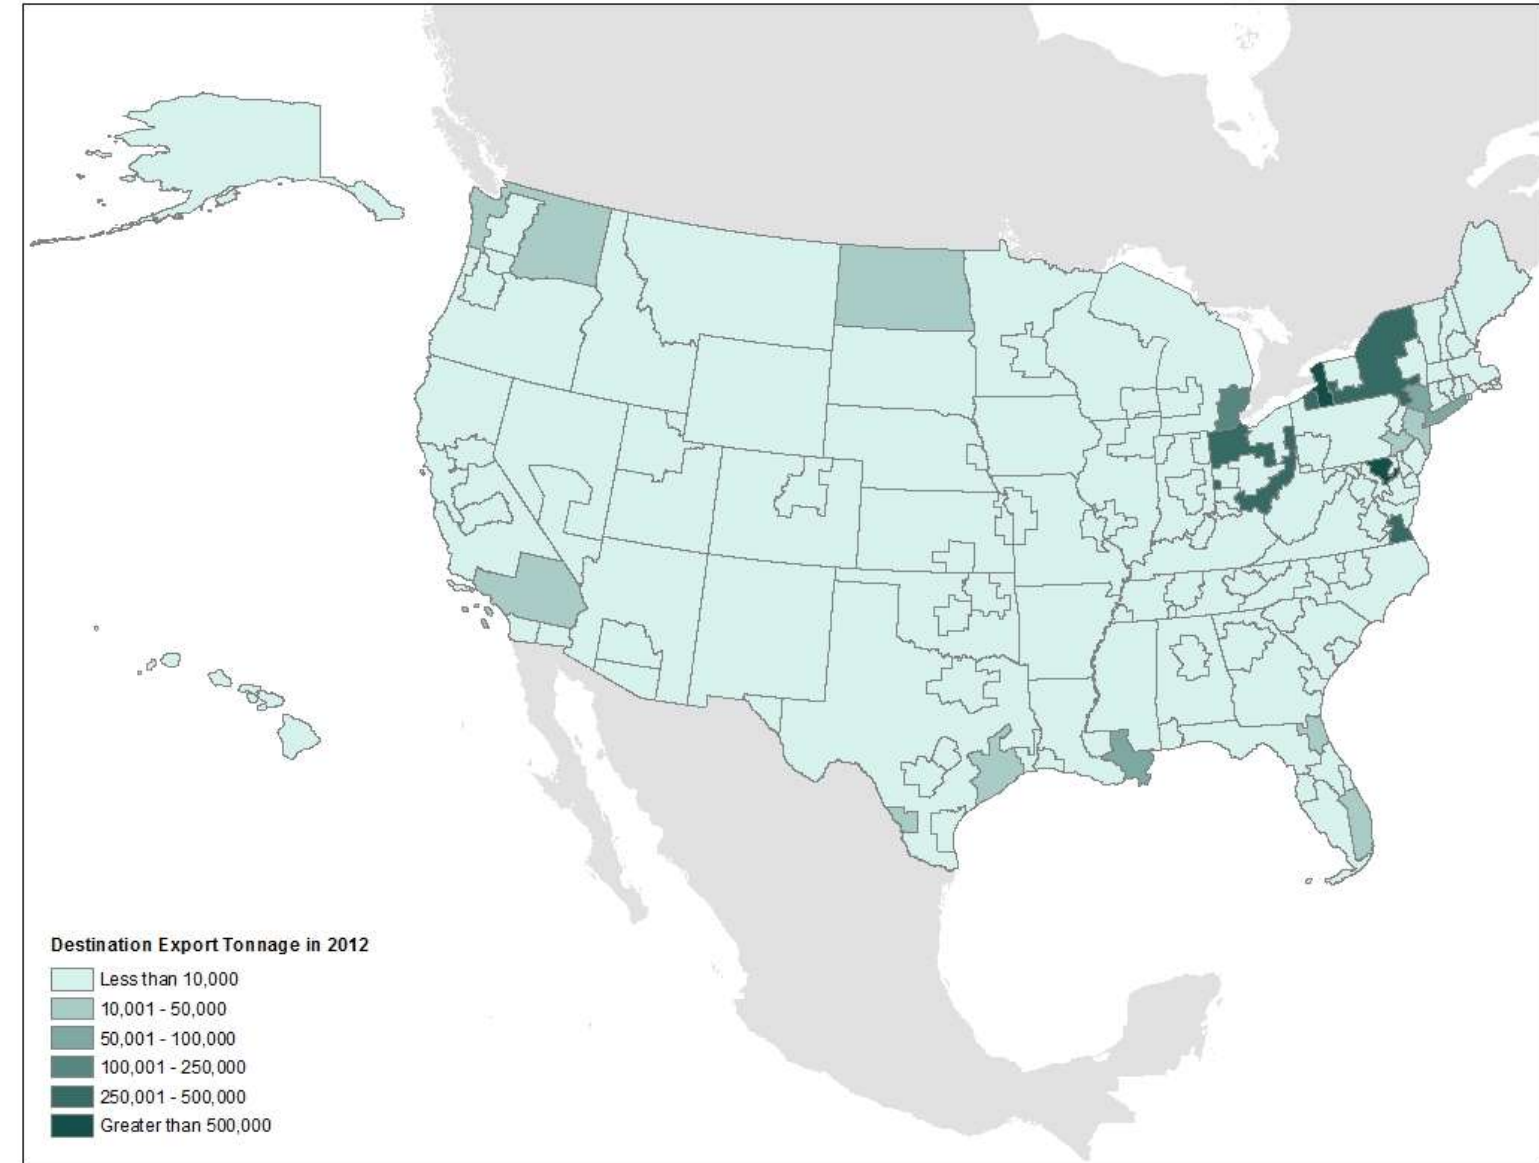 Destination Export Tonnage in 2012
Less than 10,000
10,001 - 50,000
50,001 - 100,000
100,001 - 250,000
250,001 - 500,000
Greater than 500,000